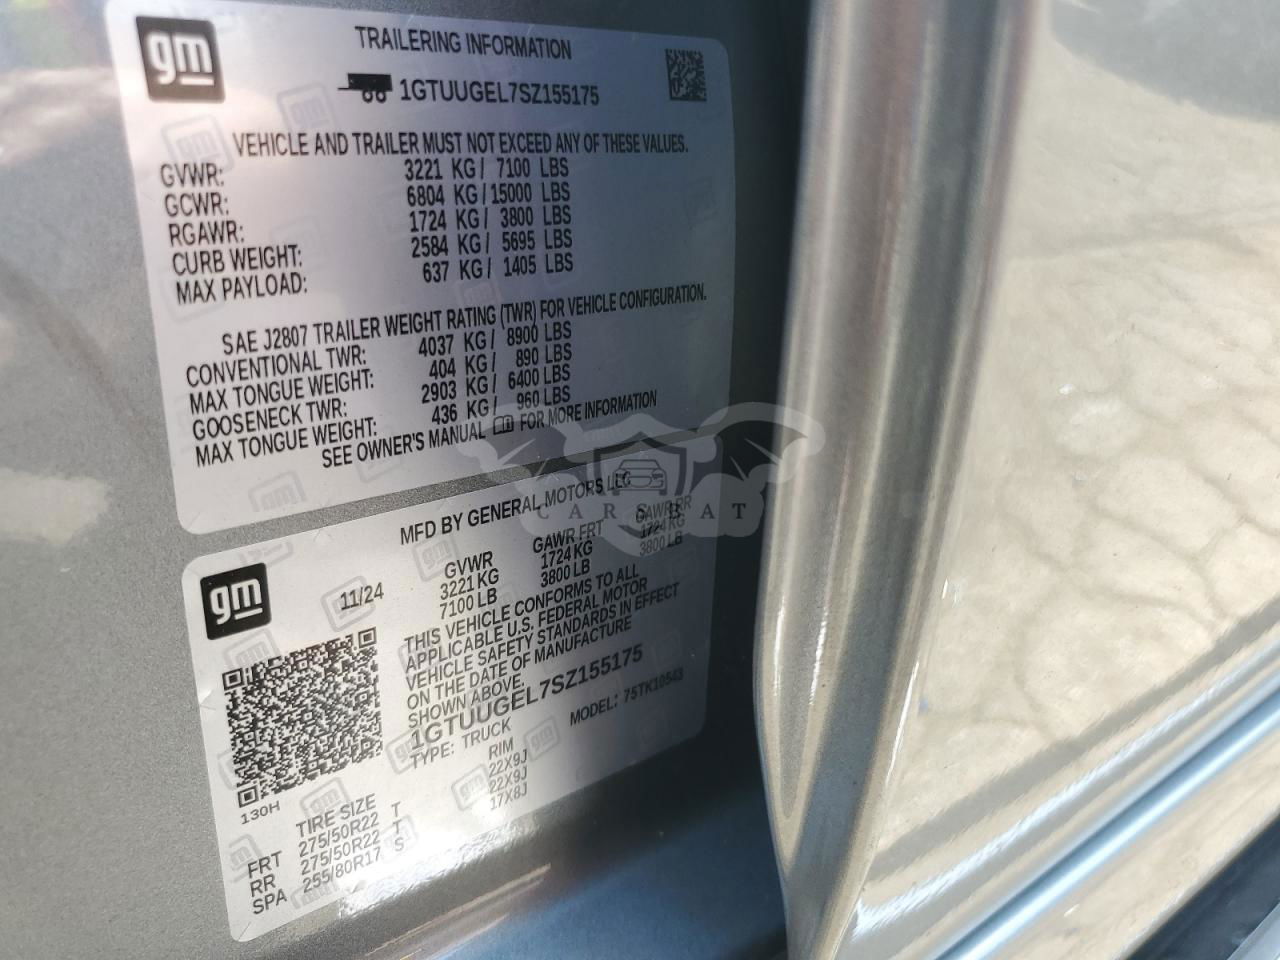 gm
TRAILERING INFORMATION
1GTUUGEL7SZ155175
VEHICLE AND TRAILER MUST NOT EXCEED ANY OF THESE VALUES.
GVWR: 3221 KG / 7100 LBS
GCWR: 6804 KG / 15000 LBS
RGAWR: 1724 KG / 3800 LBS
CURB WEIGHT: 2584 KG / 5695 LBS
MAX PAYLOAD: 637 KG / 1405 LBS
SAE J2807 TRAILER WEIGHT RATING (TWR) FOR VEHICLE CONFIGURATION.
CONVENTIONAL TWR: 4037 KG / 8900 LBS
MAX TONGUE WEIGHT: 404 KG / 890 LBS
GOOSENECK TWR: 2903 KG / 6400 LBS
MAX TONGUE WEIGHT: 436 KG / 960 LBS
SEE OWNER'S MANUAL FOR MORE INFORMATION
CARSBAT
MFD BY GENERAL MOTORS LLC
gm
11/24
GVWR GAWR FRT GAWR RR
3221 KG 1724 KG 1724 KG
7100 LB 3800 LB 3800 LB
THIS VEHICLE CONFORMS TO ALL
APPLICABLE U.S. FEDERAL MOTOR
VEHICLE SAFETY STANDARDS IN EFFECT
ON THE DATE OF MANUFACTURE
SHOWN ABOVE.
1GTUUGEL7SZ155175
TYPE: TRUCK MODEL: 75TK10543
130H
TIRE SIZE RIM
FRT 275/50R22 T 22X9J
RR 275/50R22 T 22X9J
SPA 255/80R17 S 17X8J